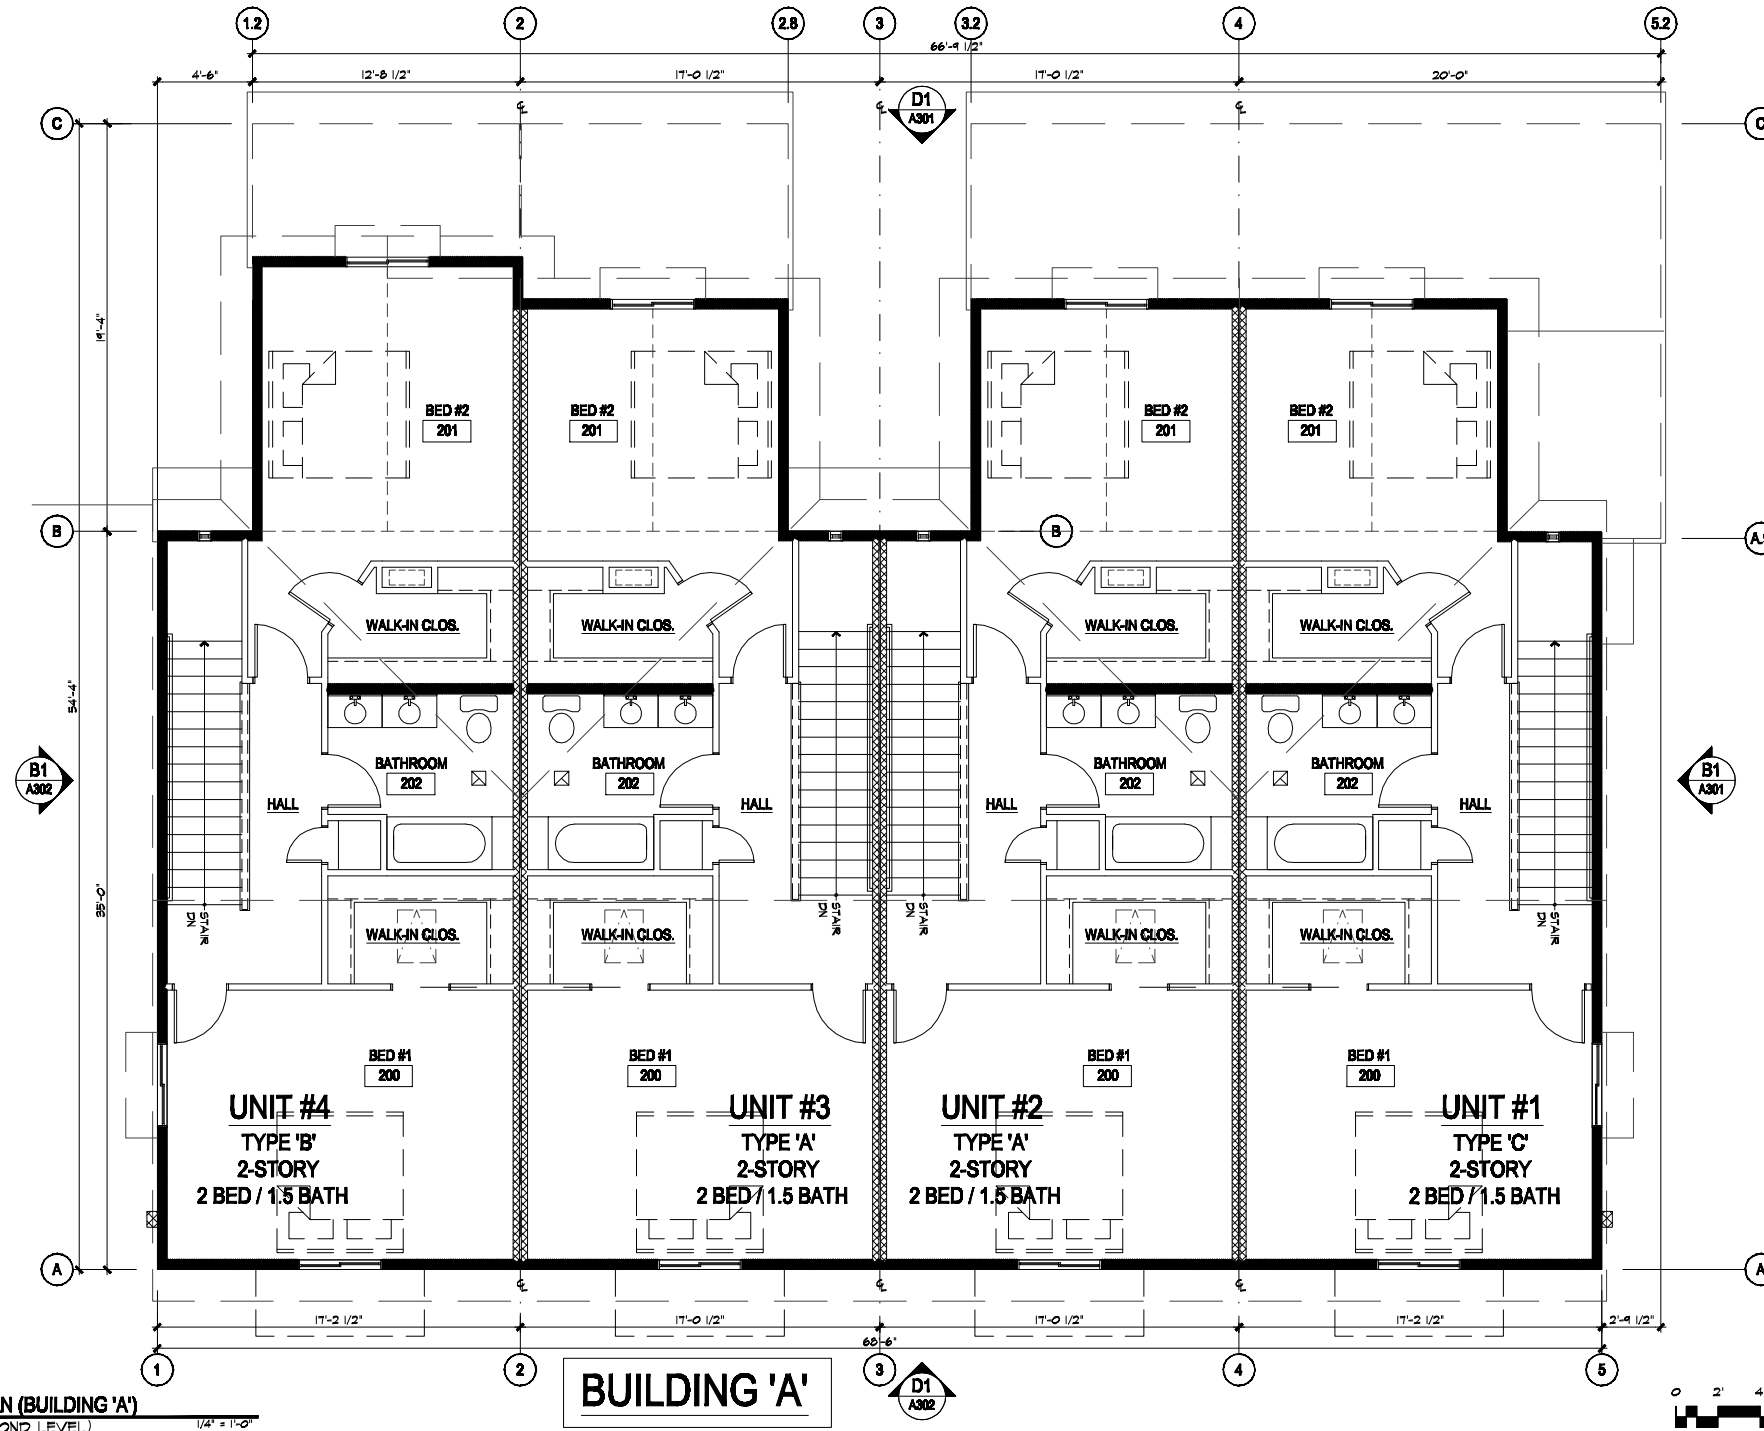 1.2 2 2.8 3 3.2 4 5.2
66'-9 1/2"
4'-6" 12'-8 1/2" 17'-0 1/2" 17'-0 1/2" 20'-0"
D1
A301
C C
19'-4"
BED #2 BED #2 BED #2 BED #2
201 201 201 201
B B
WALK-IN CLOS. WALK-IN CLOS. WALK-IN CLOS. WALK-IN CLOS.
54'-4"
B1 B1
A302 A301
BATHROOM BATHROOM BATHROOM BATHROOM
202 202 202 202
HALL HALL HALL HALL
35'-0"
STAIR STAIR STAIR STAIR
DN DN DN DN
WALK-IN CLOS. WALK-IN CLOS. WALK-IN CLOS. WALK-IN CLOS.
BED #1 BED #1 BED #1 BED #1
200 200 200 200
UNIT #4 UNIT #3 UNIT #2 UNIT #1
TYPE 'B' TYPE 'A' TYPE 'A' TYPE 'C'
2-STORY 2-STORY 2-STORY 2-STORY
2 BED / 1.5 BATH 2 BED / 1.5 BATH 2 BED / 1.5 BATH 2 BED / 1.5 BATH
A A
17'-2 1/2" 17'-0 1/2" 17'-0 1/2" 17'-2 1/2" 2'-9 1/2"
68'-6"
1 2 3 4 5
BUILDING 'A'
D1
A302
N (BUILDING 'A')
OND LEVEL)
1/4" = 1'-0"
0 2' 4